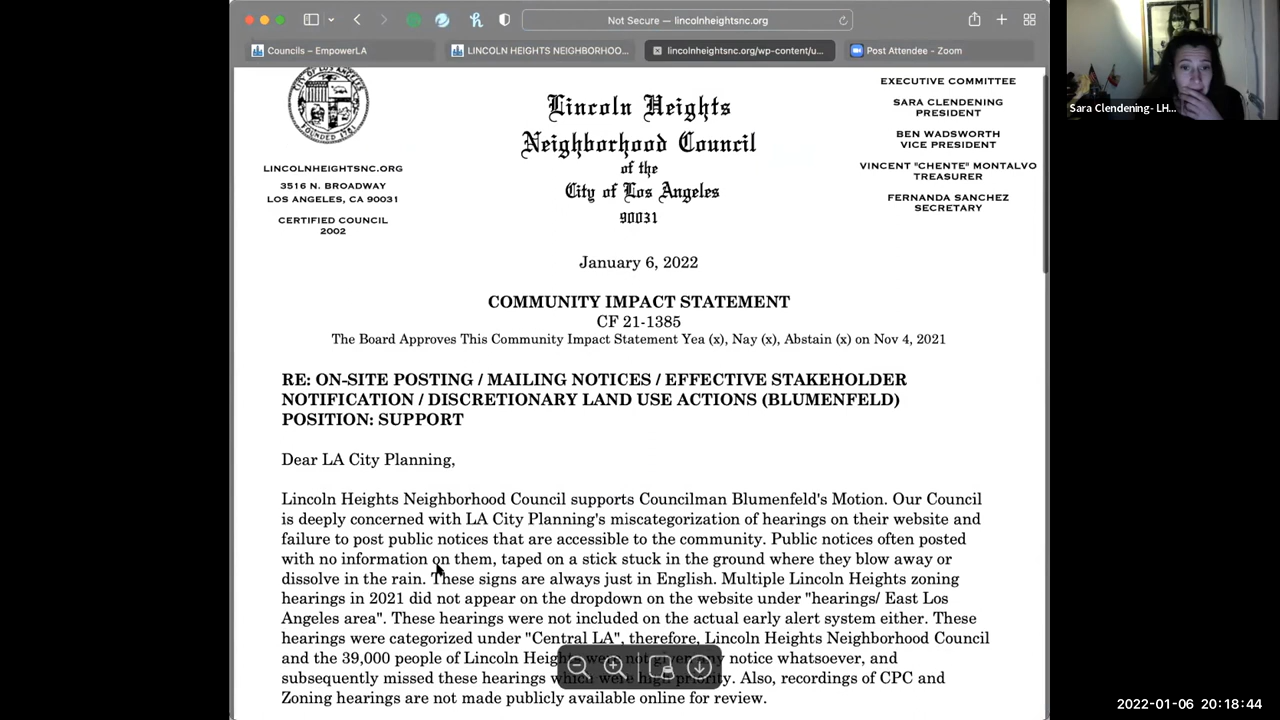 Not Secure — lincolnheightsnc.org
Councils – EmpowerLA
LINCOLN HEIGHTS NEIGHBORHOO...
lincolnheightsnc.org/wp-content/u...
Post Attendee - Zoom
CITY OF LOS ANGELES
FOUNDED 1781
LINCOLNHEIGHTSNC.ORG
3516 N. BROADWAY
LOS ANGELES, CA 90031
CERTIFIED COUNCIL
2002
Lincoln Heights
Neighborhood Council
of the
City of Los Angeles
90031
EXECUTIVE COMMITTEE
SARA CLENDENING
PRESIDENT
BEN WADSWORTH
VICE PRESIDENT
VINCENT "CHENTE" MONTALVO
TREASURER
FERNANDA SANCHEZ
SECRETARY
January 6, 2022
COMMUNITY IMPACT STATEMENT
CF 21-1385
The Board Approves This Community Impact Statement Yea (x), Nay (x), Abstain (x) on Nov 4, 2021
RE: ON-SITE POSTING / MAILING NOTICES / EFFECTIVE STAKEHOLDER
NOTIFICATION / DISCRETIONARY LAND USE ACTIONS (BLUMENFELD)
POSITION: SUPPORT
Dear LA City Planning,
Lincoln Heights Neighborhood Council supports Councilman Blumenfeld's Motion. Our Council
is deeply concerned with LA City Planning's miscategorization of hearings on their website and
failure to post public notices that are accessible to the community. Public notices often posted
with no information on them, taped on a stick stuck in the ground where they blow away or
dissolve in the rain. These signs are always just in English. Multiple Lincoln Heights zoning
hearings in 2021 did not appear on the dropdown on the website under "hearings/ East Los
Angeles area". These hearings were not included on the actual early alert system either. These
hearings were categorized under "Central LA", therefore, Lincoln Heights Neighborhood Council
and the 39,000 people of Lincoln Heights were not given any notice whatsoever, and
subsequently missed these hearings which were high priority. Also, recordings of CPC and
Zoning hearings are not made publicly available online for review.
Sara Clendening- LH...
2022-01-06 20:18:44